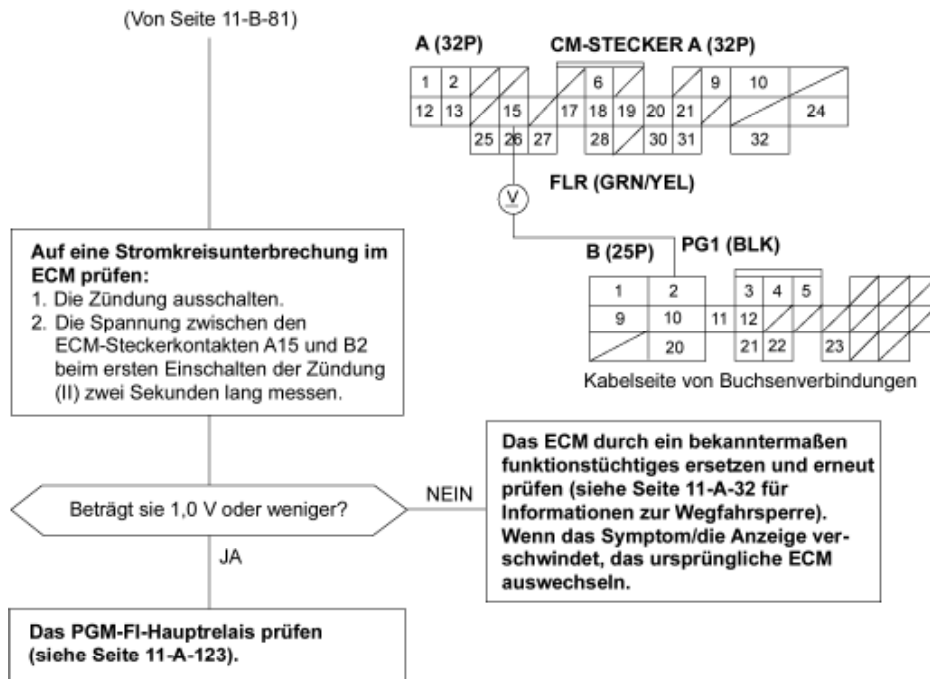 (Von Seite 11-B-81)
A (32P)
CM-STECKER A (32P)
1 2 6 9 10
12 13 15 17 18 19 20 21 24
25 26 27 28 30 31 32
FLR (GRN/YEL)
V
B (25P)
PG1 (BLK)
1 2 3 4 5
9 10 11 12
20 21 22 23
Kabelseite von Buchsenverbindungen
Auf eine Stromkreisunterbrechung im
ECM prüfen:
1. Die Zündung ausschalten.
2. Die Spannung zwischen den
ECM-Steckerkontakten A15 und B2
beim ersten Einschalten der Zündung
(II) zwei Sekunden lang messen.
Beträgt sie 1,0 V oder weniger?
NEIN
Das ECM durch ein bekanntermaßen
funktionstüchtiges ersetzen und erneut
prüfen (siehe Seite 11-A-32 für
Informationen zur Wegfahrsperre).
Wenn das Symptom/die Anzeige ver-
schwindet, das ursprüngliche ECM
auswechseln.
JA
Das PGM-FI-Hauptrelais prüfen
(siehe Seite 11-A-123).